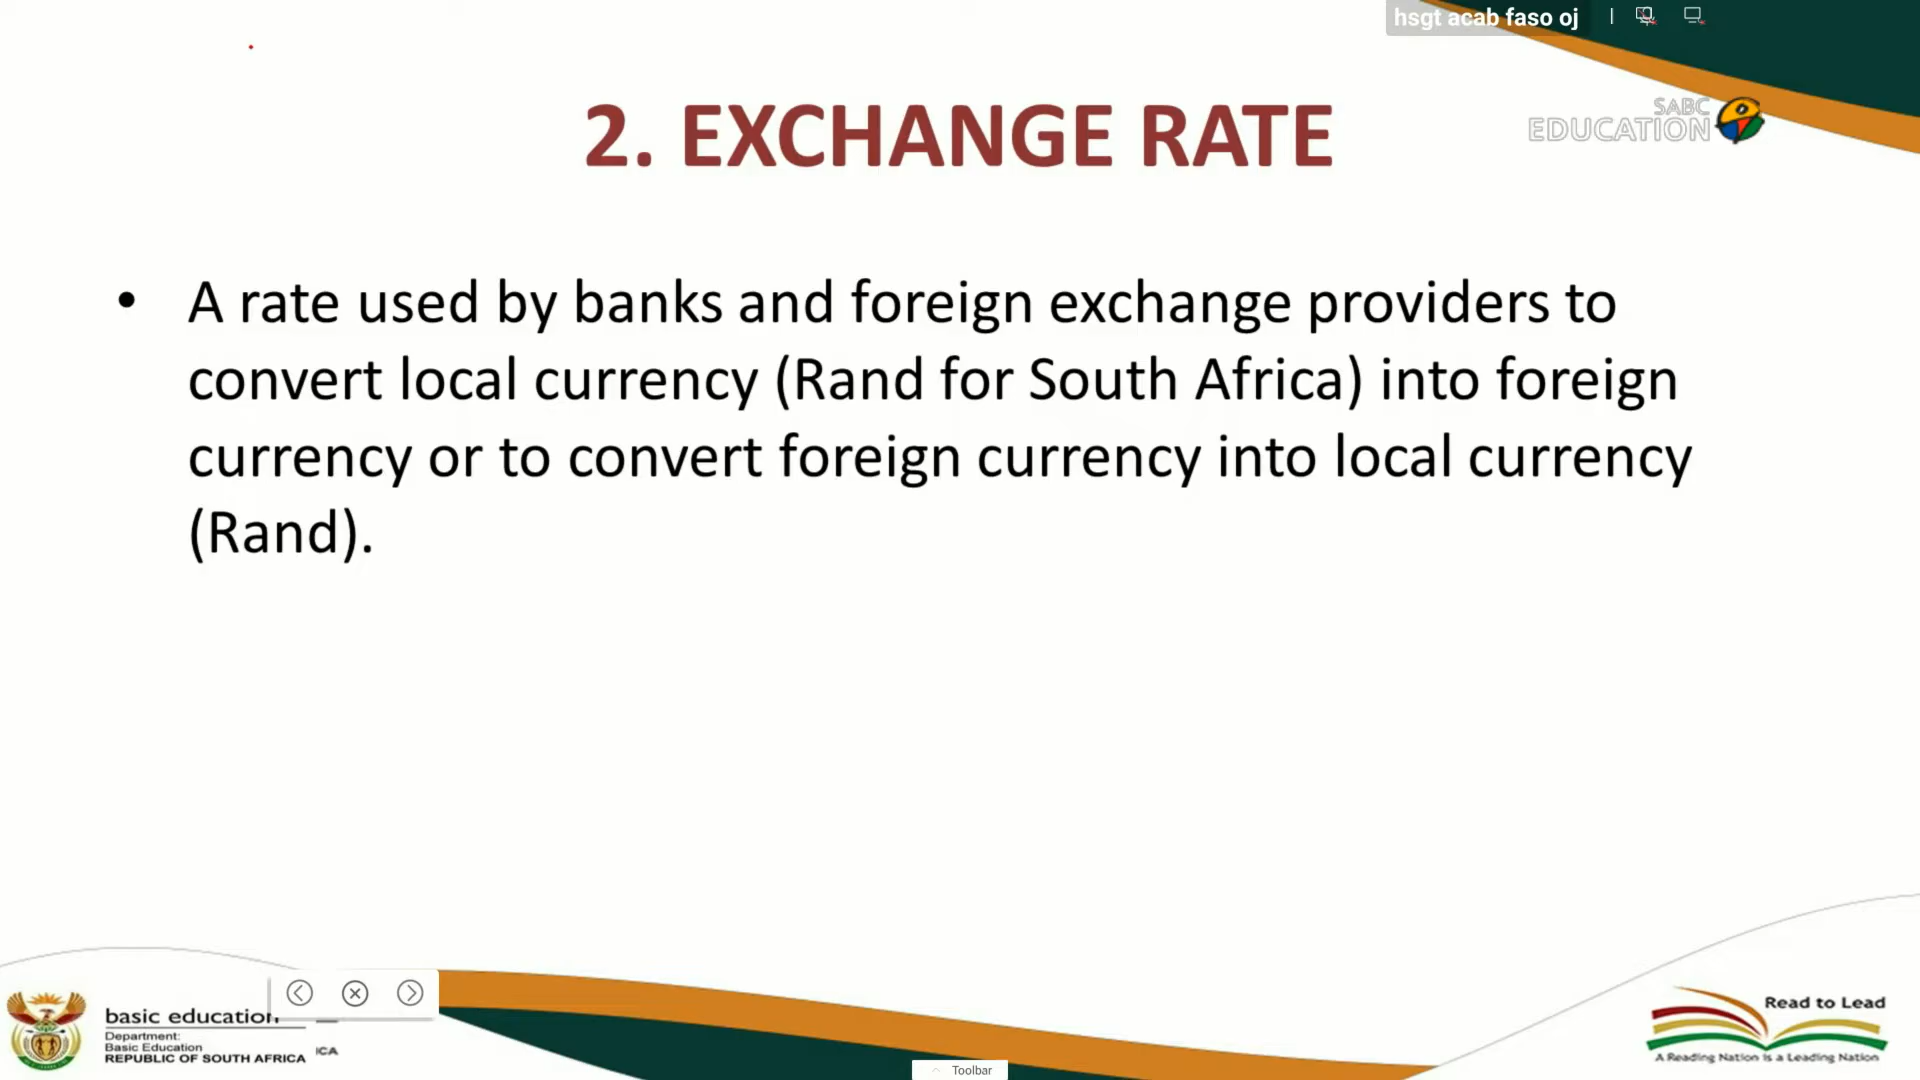 hsgt acab faso oj
2. EXCHANGE RATE
SABC
EDUCATION
• A rate used by banks and foreign exchange providers to
convert local currency (Rand for South Africa) into foreign
currency or to convert foreign currency into local currency
(Rand).
basic education
Department:
Basic Education
REPUBLIC OF SOUTH AFRICA
ICA
Toolbar
Read to Lead
A Reading Nation is a Leading Nation